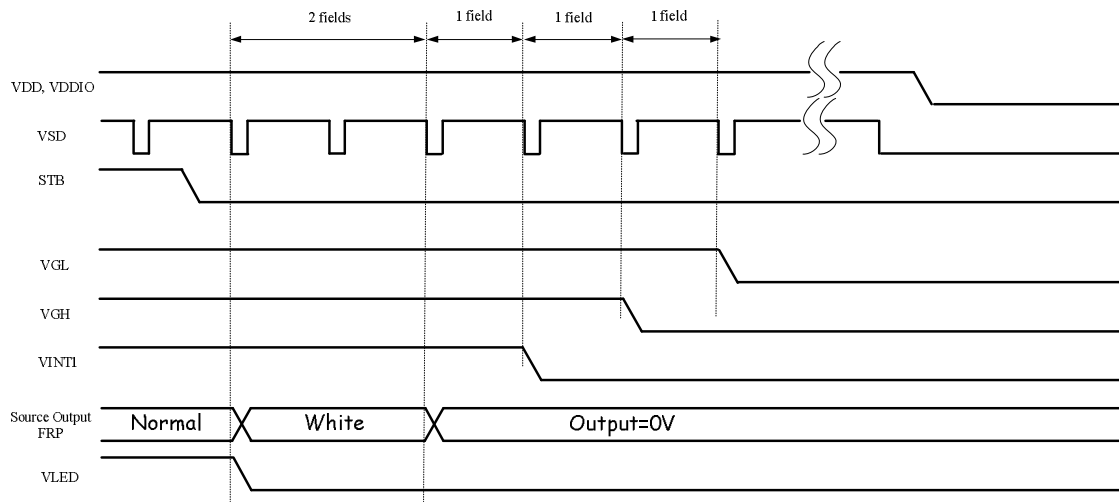 2 fields
1 field
1 field
1 field
VDD, VDDIO
VSD
STB
VGL
VGH
VINT1
Source Output
FRP
Normal
White
Output=0V
VLED